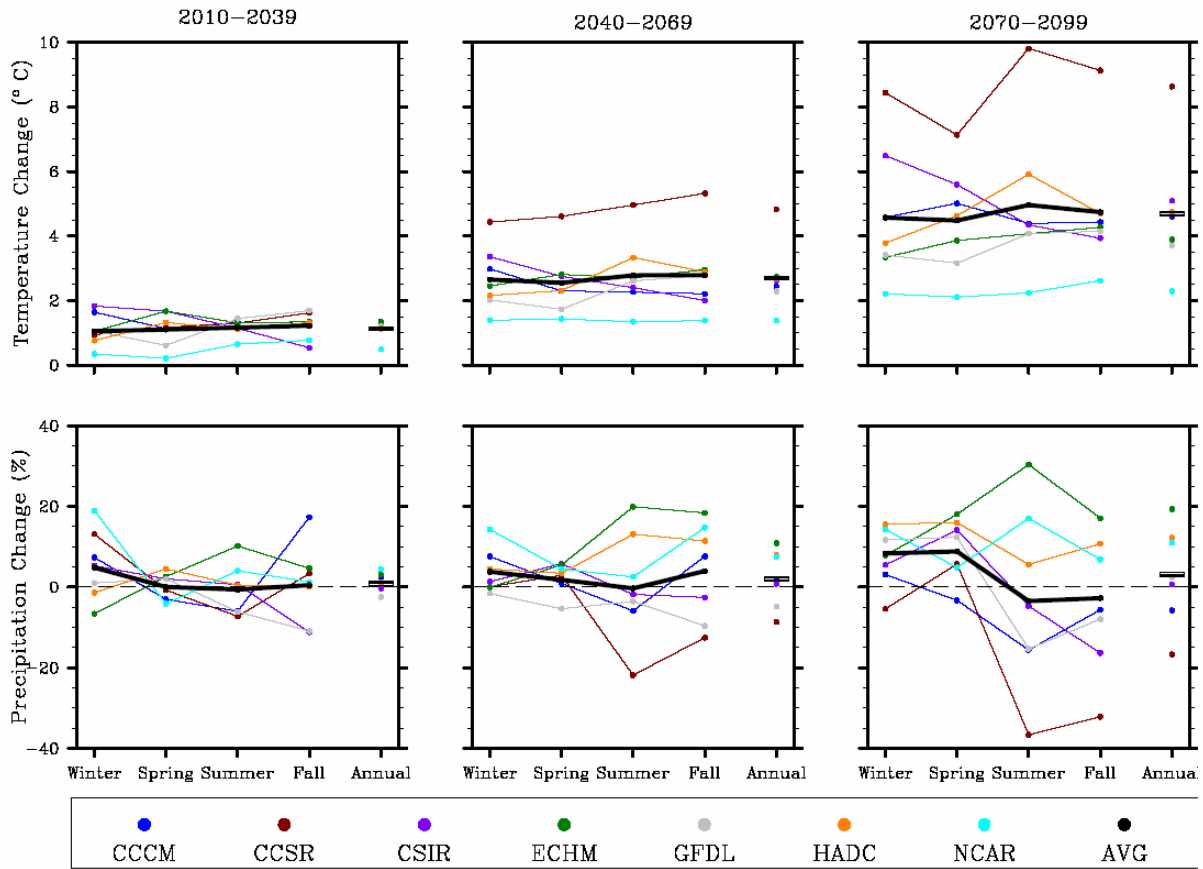 2010-2039
2040-2069
2070-2099
Temperature Change (° C)
10
8
6
4
2
0
Precipitation Change (%)
40
20
0
-20
-40
Winter Spring Summer Fall Annual
Winter Spring Summer Fall Annual
Winter Spring Summer Fall Annual
CCCM CCSR CSIR ECHM GFDL HADC NCAR AVG